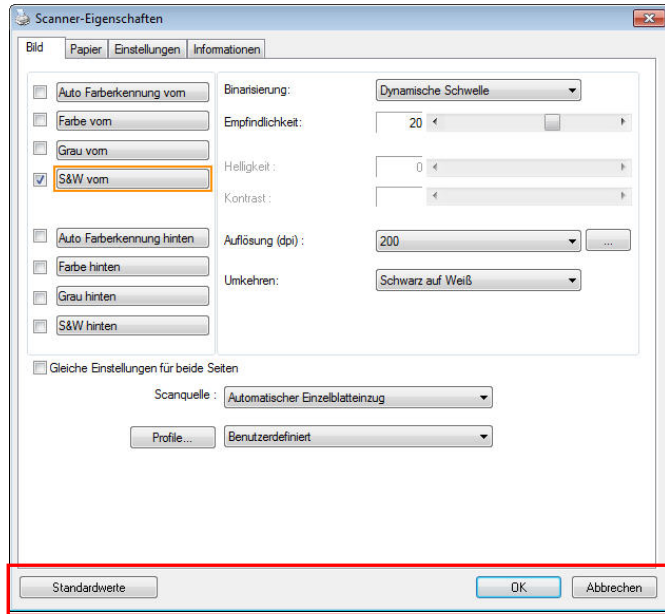 Scanner-Eigenschaften
Bild Papier Einstellungen Informationen
Auto Farberkennung vorn
Farbe vorn
Grau vorn
S&W vorn
Auto Farberkennung hinten
Farbe hinten
Grau hinten
S&W hinten
Binarisierung: Dynamische Schwelle
Empfindlichkeit: 20
Helligkeit : 0
Kontrast :
Auflösung (dpi) : 200 ...
Umkehren: Schwarz auf Weiß
Gleiche Einstellungen für beide Seiten
Scanquelle : Automatischer Einzelblatteinzug
Profile... Benutzerdefiniert
Standardwerte OK Abbrechen